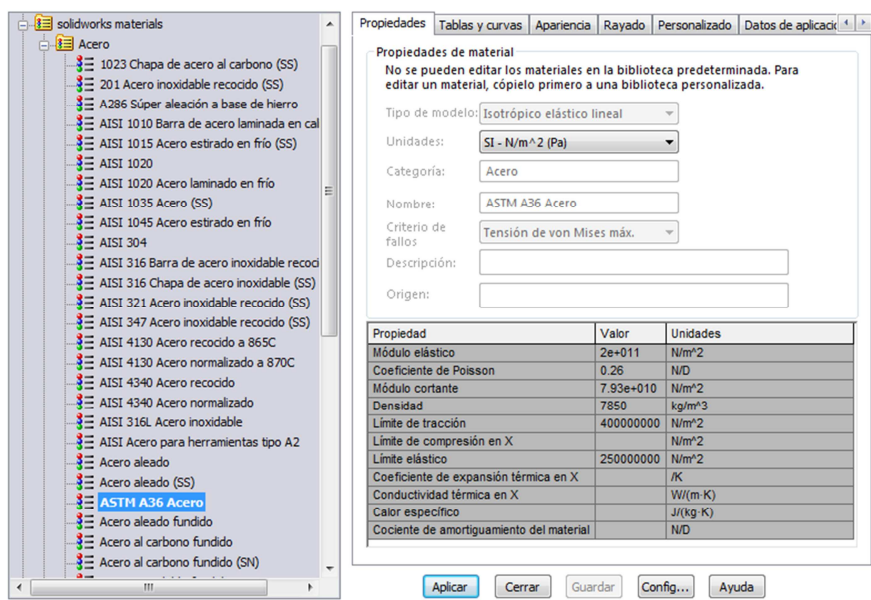 solidworks materials
Acero
1023 Chapa de acero al carbono (SS)
201 Acero inoxidable recocido (SS)
A286 Súper aleación a base de hierro
AISI 1010 Barra de acero laminada en cal
AISI 1015 Acero estirado en frío (SS)
AISI 1020
AISI 1020 Acero laminado en frío
AISI 1035 Acero (SS)
AISI 1045 Acero estirado en frío
AISI 304
AISI 316 Barra de acero inoxidable recoci
AISI 316 Chapa de acero inoxidable (SS)
AISI 321 Acero inoxidable recocido (SS)
AISI 347 Acero inoxidable recocido (SS)
AISI 4130 Acero recocido a 865C
AISI 4130 Acero normalizado a 870C
AISI 4340 Acero recocido
AISI 4340 Acero normalizado
AISI 316L Acero inoxidable
AISI Acero para herramientas tipo A2
Acero aleado
Acero aleado (SS)
ASTM A36 Acero
Acero aleado fundido
Acero al carbono fundido
Acero al carbono fundido (SN)
Propiedades Tablas y curvas Apariencia Rayado Personalizado Datos de aplicació
Propiedades de material
No se pueden editar los materiales en la biblioteca predeterminada. Para
editar un material, cópielo primero a una biblioteca personalizada.
Tipo de modelo: Isotrópico elástico lineal
Unidades: SI - N/m^2 (Pa)
Categoría: Acero
Nombre: ASTM A36 Acero
Criterio de
fallos
Tensión de von Mises máx.
Descripción:
Origen:
Propiedad Valor Unidades
Módulo elástico 2e+011 N/m^2
Coeficiente de Poisson 0.26 N/D
Módulo cortante 7.93e+010 N/m^2
Densidad 7850 kg/m^3
Límite de tracción 400000000 N/m^2
Límite de compresión en X N/m^2
Límite elástico 250000000 N/m^2
Coeficiente de expansión térmica en X /K
Conductividad térmica en X W/(m·K)
Calor específico J/(kg·K)
Cociente de amortiguamiento del material N/D
Aplicar Cerrar Guardar Config... Ayuda